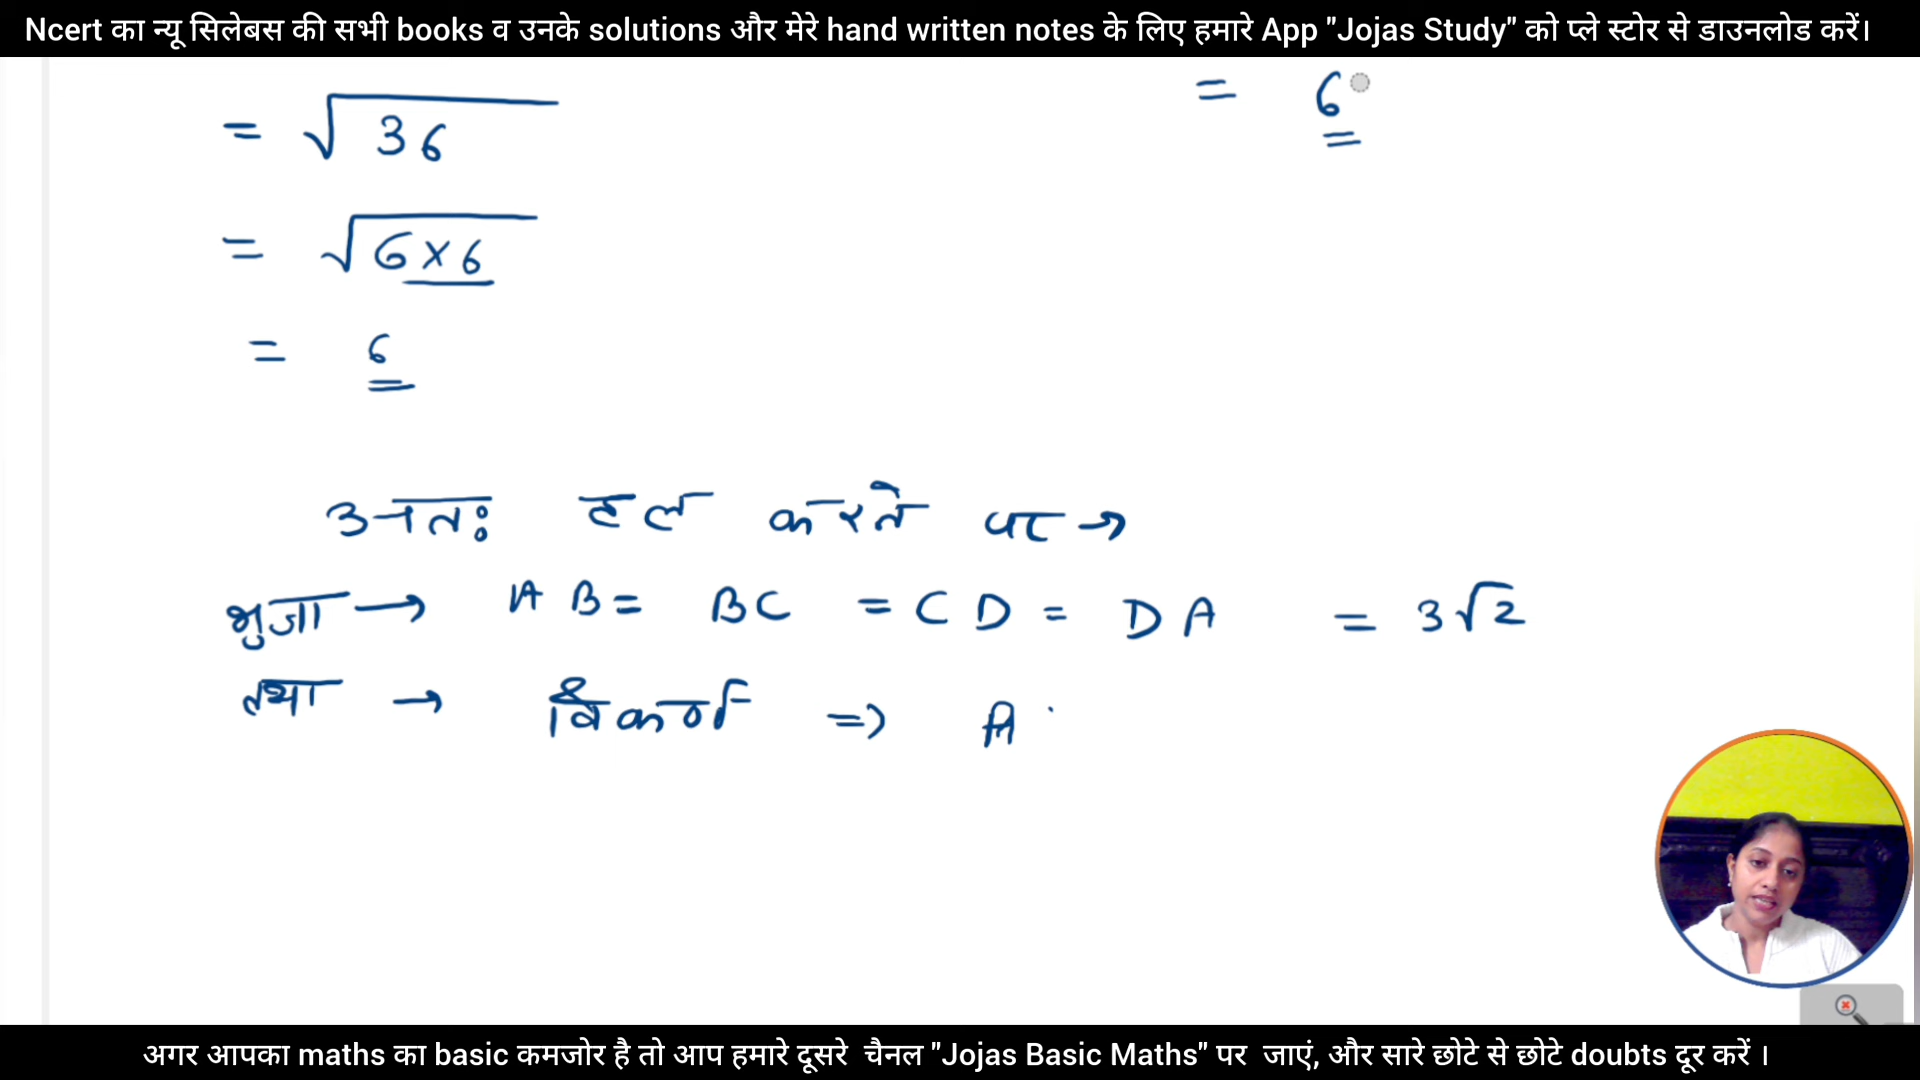 Ncert का न्यू सिलेबस की सभी books व उनके solutions और मेरे hand written notes के लिए हमारे App "Jojas Study" को प्ले स्टोर से डाउनलोड करें।
= √36
= 6
= √6×6
= 6
अतः हल करने पर →
भुजा → AB = BC = CD = DA = 3√2
तथा → विकर्ण ⇒ A
अगर आपका maths का basic कमजोर है तो आप हमारे दूसरे चैनल "Jojas Basic Maths" पर जाएं, और सारे छोटे से छोटे doubts दूर करें ।